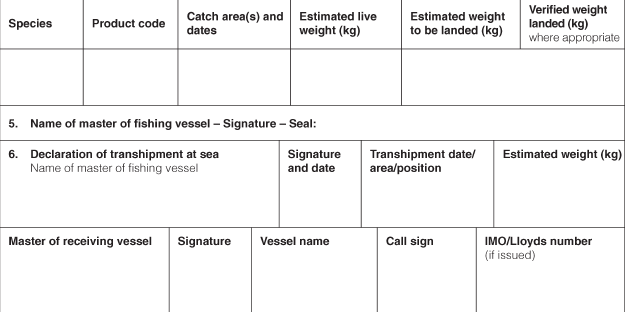 Species
Product code
Catch area(s) and
dates
Estimated live
weight (kg)
Estimated weight
to be landed (kg)
Verified weight
landed (kg)
where appropriate
5. Name of master of fishing vessel – Signature – Seal:
6. Declaration of transhipment at sea
Name of master of fishing vessel
Signature
and date
Transhipment date/
area/position
Estimated weight (kg)
Master of receiving vessel
Signature
Vessel name
Call sign
IMO/Lloyds number
(if issued)